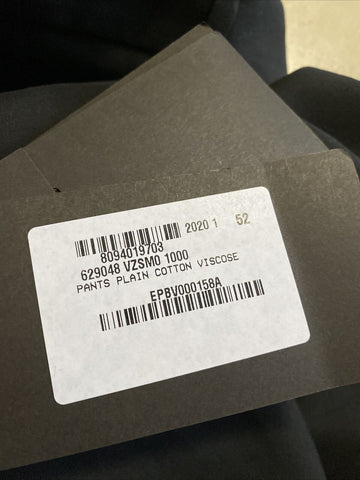 2020 1 52
8094019703
629048 VZSM0 1000
PANTS PLAIN COTTON VISCOSE
EPBV000158A